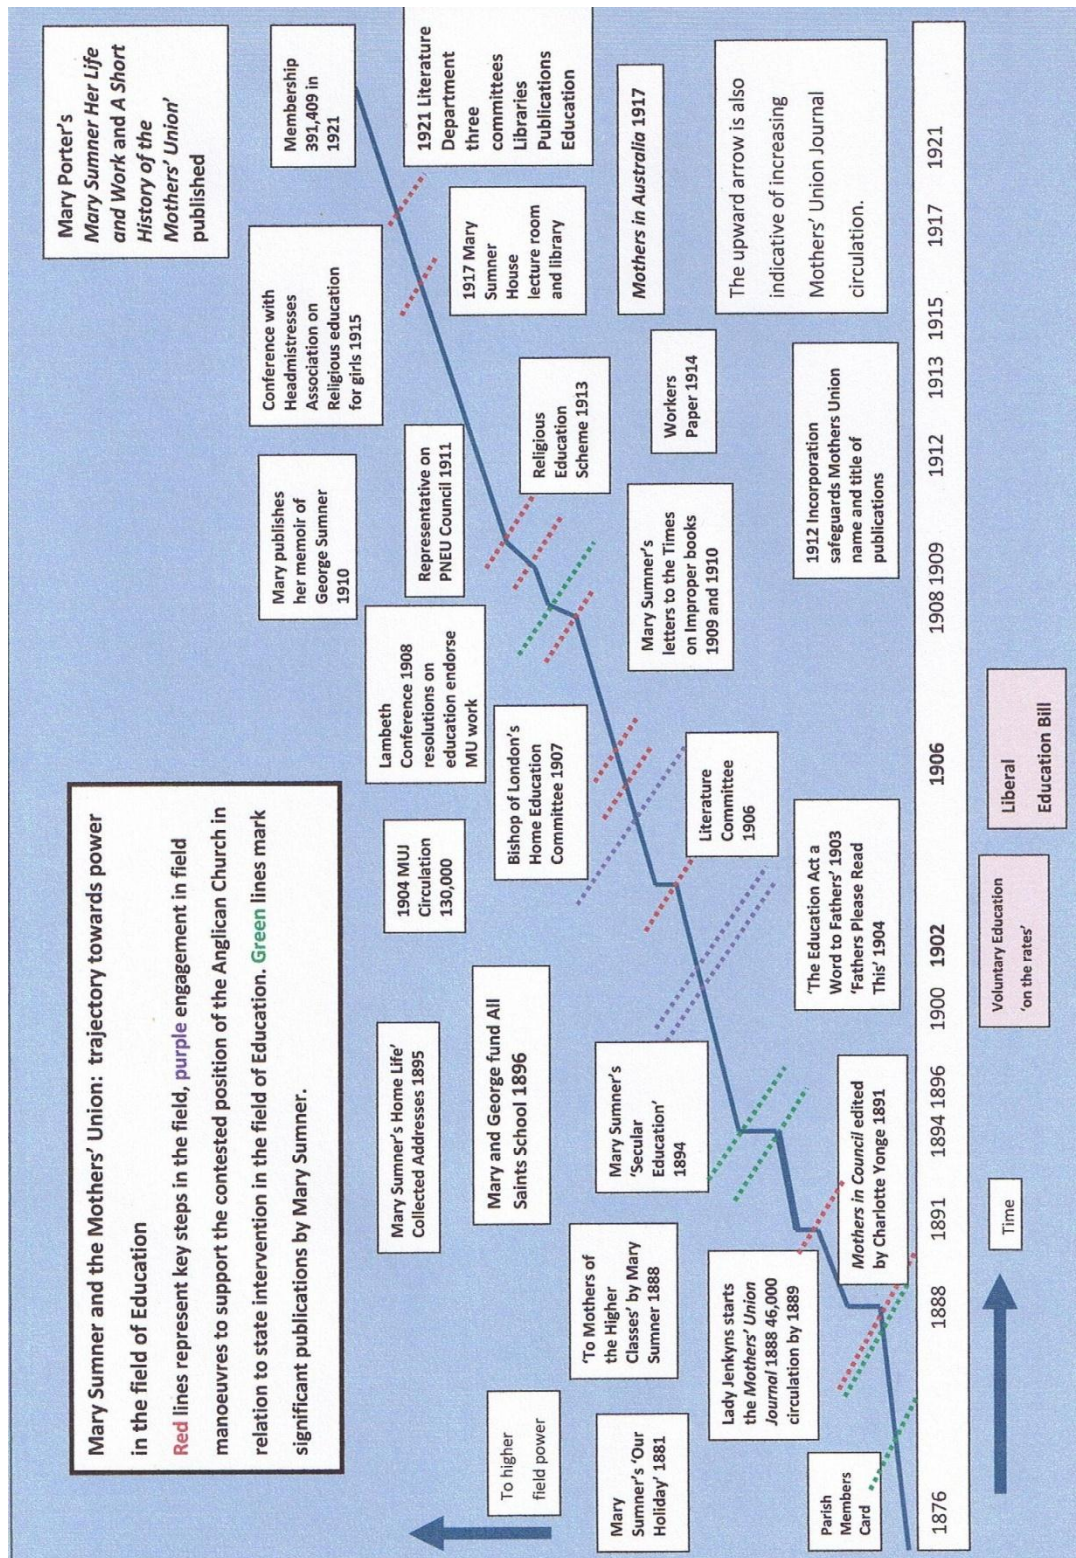 Mary Sumner and the Mothers' Union: trajectory towards power
in the field of Education
Red lines represent key steps in the field, purple engagement in field
manoeuvres to support the contested position of the Anglican Church in
relation to state intervention in the field of Education. Green lines mark
significant publications by Mary Sumner.
Mary Porter's
Mary Sumner Her Life
and Work and A Short
History of the
Mothers' Union'
published
To higher
field power
Mary Sumner's 'Home Life'
Collected Addresses 1895
1904 MUJ
Circulation
130,000
Lambeth
Conference 1908
resolutions on
education endorse
MU work
Mary publishes
her memoir of
George Sumner
1910
Conference with
Headmistresses
Association on
Religious education
for girls 1915
Membership
391,409 in
1921
Mary and George fund All
Saints School 1896
Bishop of London's
Home Education
Committee 1907
Representative on
PNEU Council 1911
1921 Literature
Department
three
committees
Libraries
Publications
Education
Mary
Sumner's 'Our
Holiday' 1881
'To Mothers of
the Higher
Classes' by Mary
Sumner 1888
Mary Sumner's
'Secular
Education'
1894
Religious
Education
Scheme 1913
1917 Mary
Sumner
House
lecture room
and library
Lady Jenkyns starts
the Mothers' Union
Journal 1888 46,000
circulation by 1889
Literature
Committee
1906
Mary Sumner's
letters to the Times
on Improper books
1909 and 1910
Workers
Paper 1914
Mothers in Australia 1917
Parish
Members
Card
Mothers in Council edited
by Charlotte Yonge 1891
'The Education Act a
Word to Fathers' 1903
'Fathers Please Read
This' 1904
1912 Incorporation
safeguards Mothers Union
name and title of
publications
The upward arrow is also
indicative of increasing
Mothers' Union Journal
circulation.
1876 1888 1891 1894 1896 1900 1902 1906 1908 1909 1912 1913 1915 1917 1921
Time
Voluntary Education
'on the rates'
Liberal
Education Bill